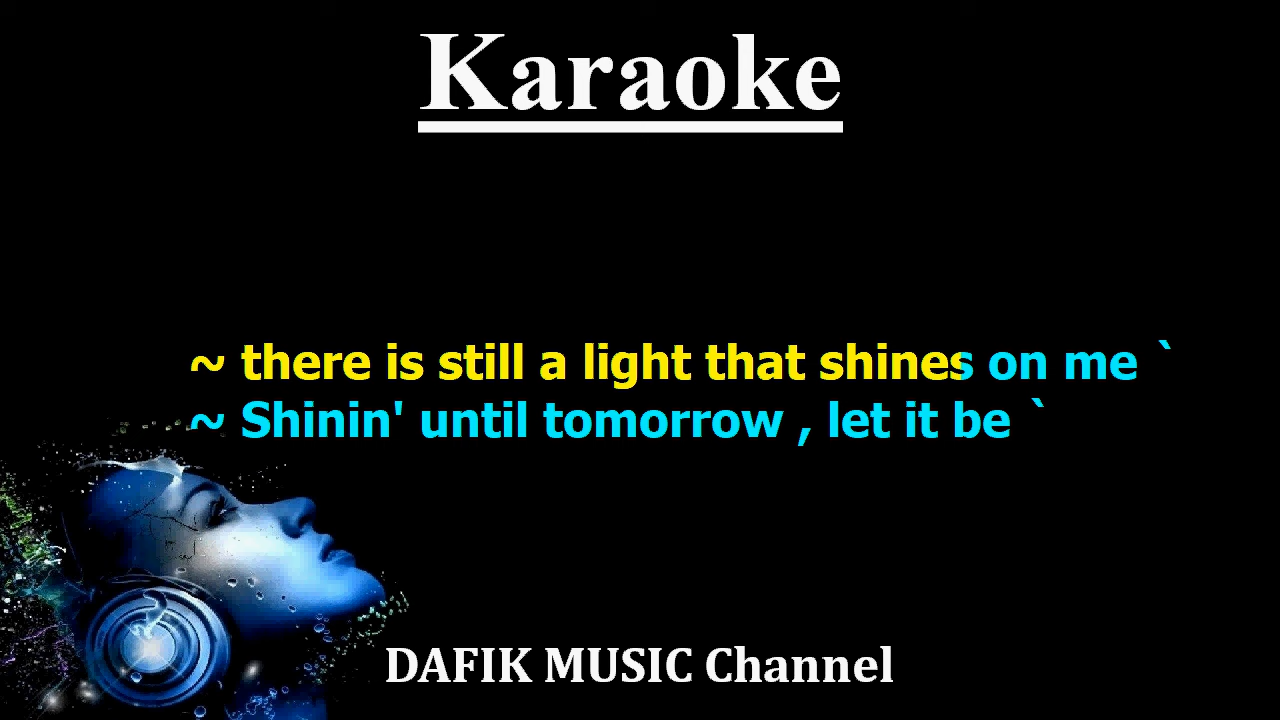 Karaoke
~ there is still a light that shines on me `
~ Shinin' until tomorrow , let it be `
DAFIK MUSIC Channel